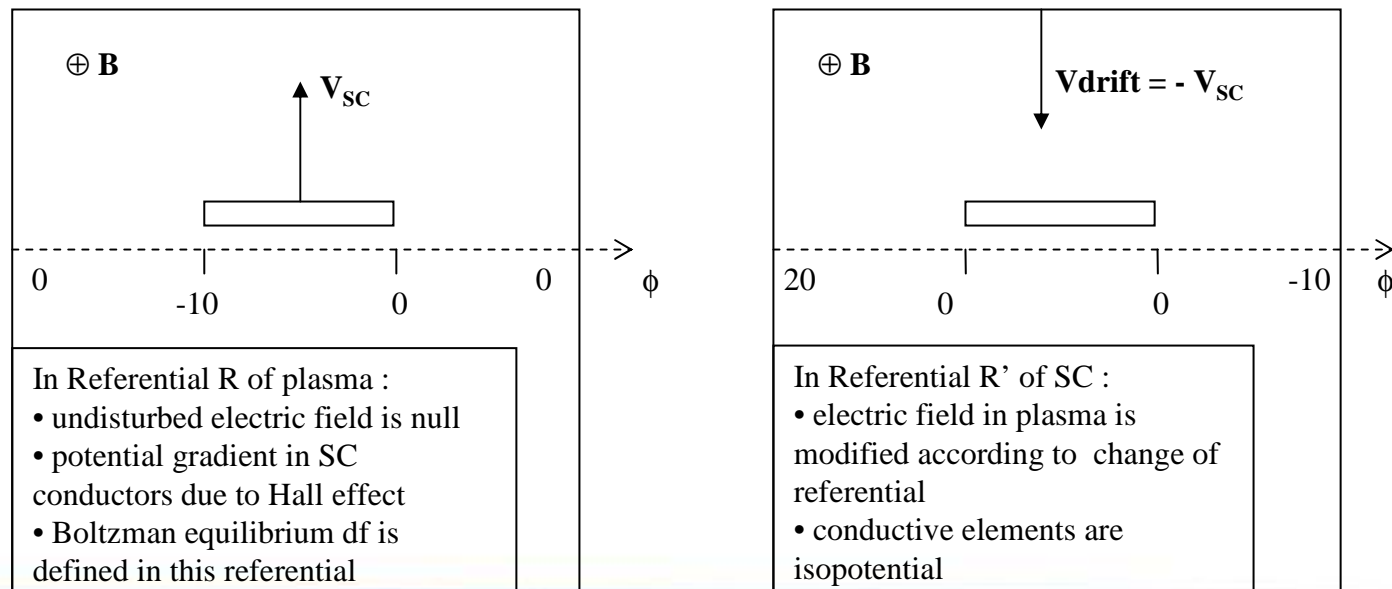 ⊕ B
V_SC
0
-10
0
0
ϕ
In Referential R of plasma :
• undisturbed electric field is null
• potential gradient in SC
conductors due to Hall effect
• Boltzman equilibrium df is
defined in this referential
⊕ B
Vdrift = - V_SC
20
0
0
-10
ϕ
In Referential R’ of SC :
• electric field in plasma is
modified according to change of
referential
• conductive elements are
isopotential